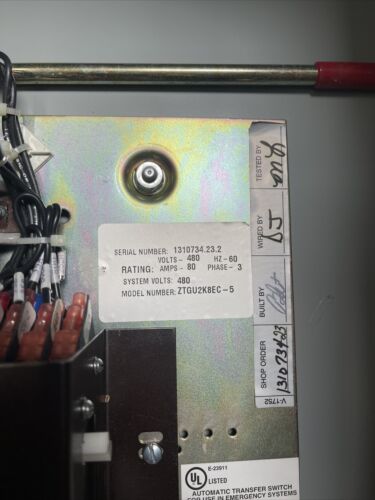 SERIAL NUMBER: 1310734.23.2
VOLTS - 480 HZ - 60
RATING: AMPS - 80 PHASE - 3
SYSTEM VOLTS: 480
MODEL NUMBER: ZTGU2K8EC-5
TESTED BY
WIRED BY
BUILT BY
SHOP ORDER
131073423
V-1752
E-23911
UL
LISTED
AUTOMATIC TRANSFER SWITCH
FOR USE IN EMERGENCY SYSTEMS